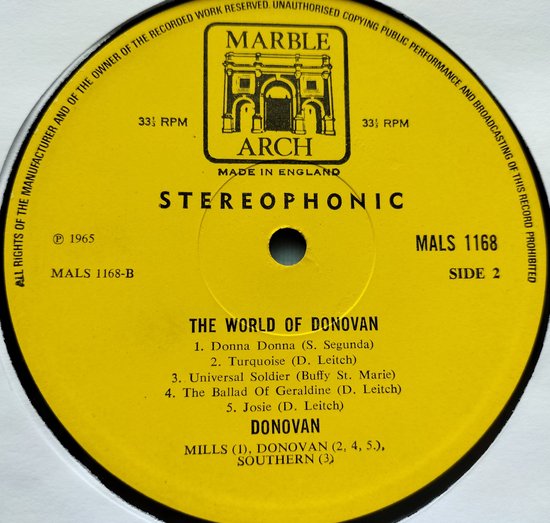 ALL RIGHTS OF THE MANUFACTURER AND OF THE OWNER OF THE RECORDED WORK RESERVED. UNAUTHORISED COPYING PUBLIC PERFORMANCE AND BROADCASTING OF THIS RECORD PROHIBITED
MARBLE
ARCH
33⅓ RPM 33⅓ RPM
MADE IN ENGLAND
STEREOPHONIC
℗ 1965 MALS 1168
MALS 1168-B SIDE 2
THE WORLD OF DONOVAN
1. Donna Donna (S. Segunda)
2. Turquoise (D. Leitch)
3. Universal Soldier (Buffy St. Marie)
4. The Ballad Of Geraldine (D. Leitch)
5. Josie (D. Leitch)
DONOVAN
MILLS (1), DONOVAN (2, 4, 5.),
SOUTHERN (3)